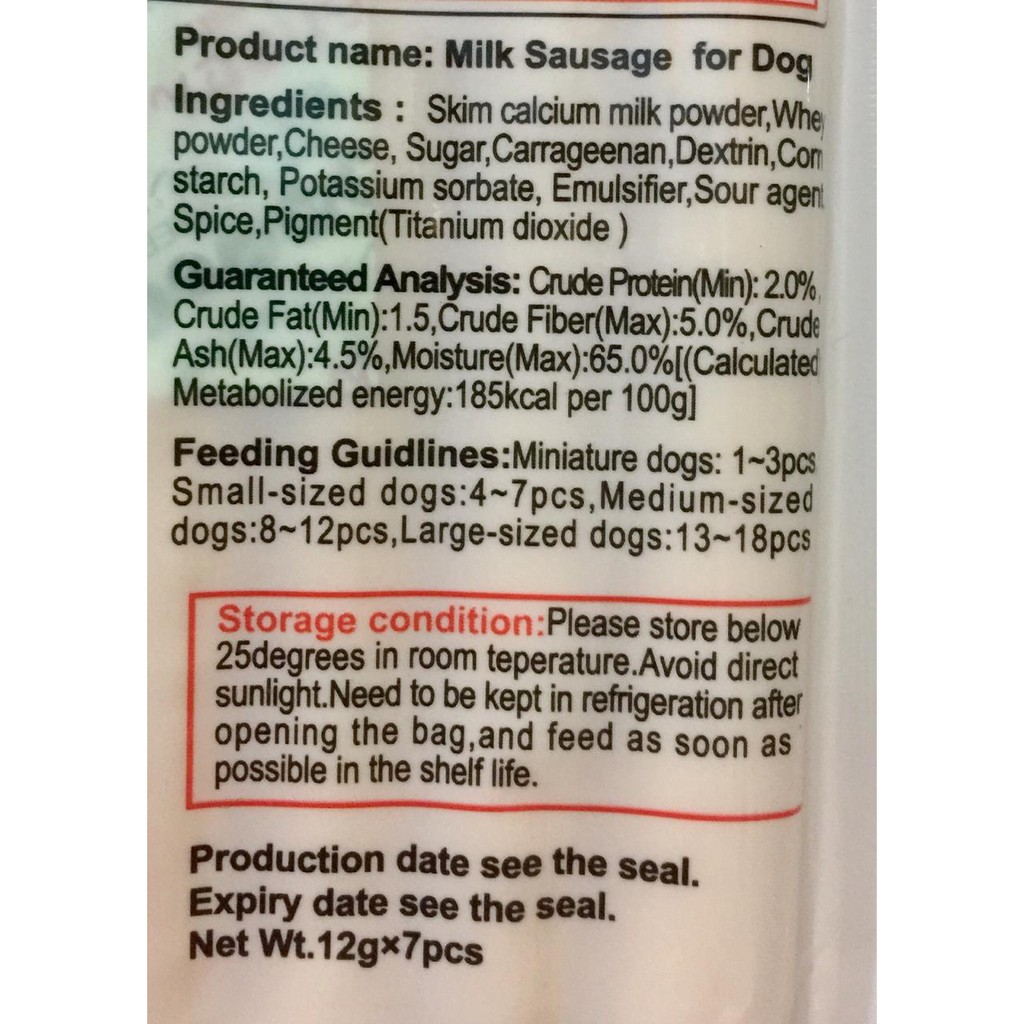 Product name: Milk Sausage for Dog
Ingredients : Skim calcium milk powder,Whey
powder,Cheese, Sugar,Carrageenan,Dextrin,Corn
starch, Potassium sorbate, Emulsifier,Sour agent
Spice,Pigment(Titanium dioxide )
Guaranteed Analysis: Crude Protein(Min): 2.0%,
Crude Fat(Min):1.5,Crude Fiber(Max):5.0%,Crude
Ash(Max):4.5%,Moisture(Max):65.0%[(Calculated
Metabolized energy:185kcal per 100g]
Feeding Guidlines:Miniature dogs: 1~3pcs
Small-sized dogs:4~7pcs,Medium-sized
dogs:8~12pcs,Large-sized dogs:13~18pcs
Storage condition:Please store below
25degrees in room teperature.Avoid direct
sunlight.Need to be kept in refrigeration after
opening the bag,and feed as soon as
possible in the shelf life.
Production date see the seal.
Expiry date see the seal.
Net Wt.12g×7pcs